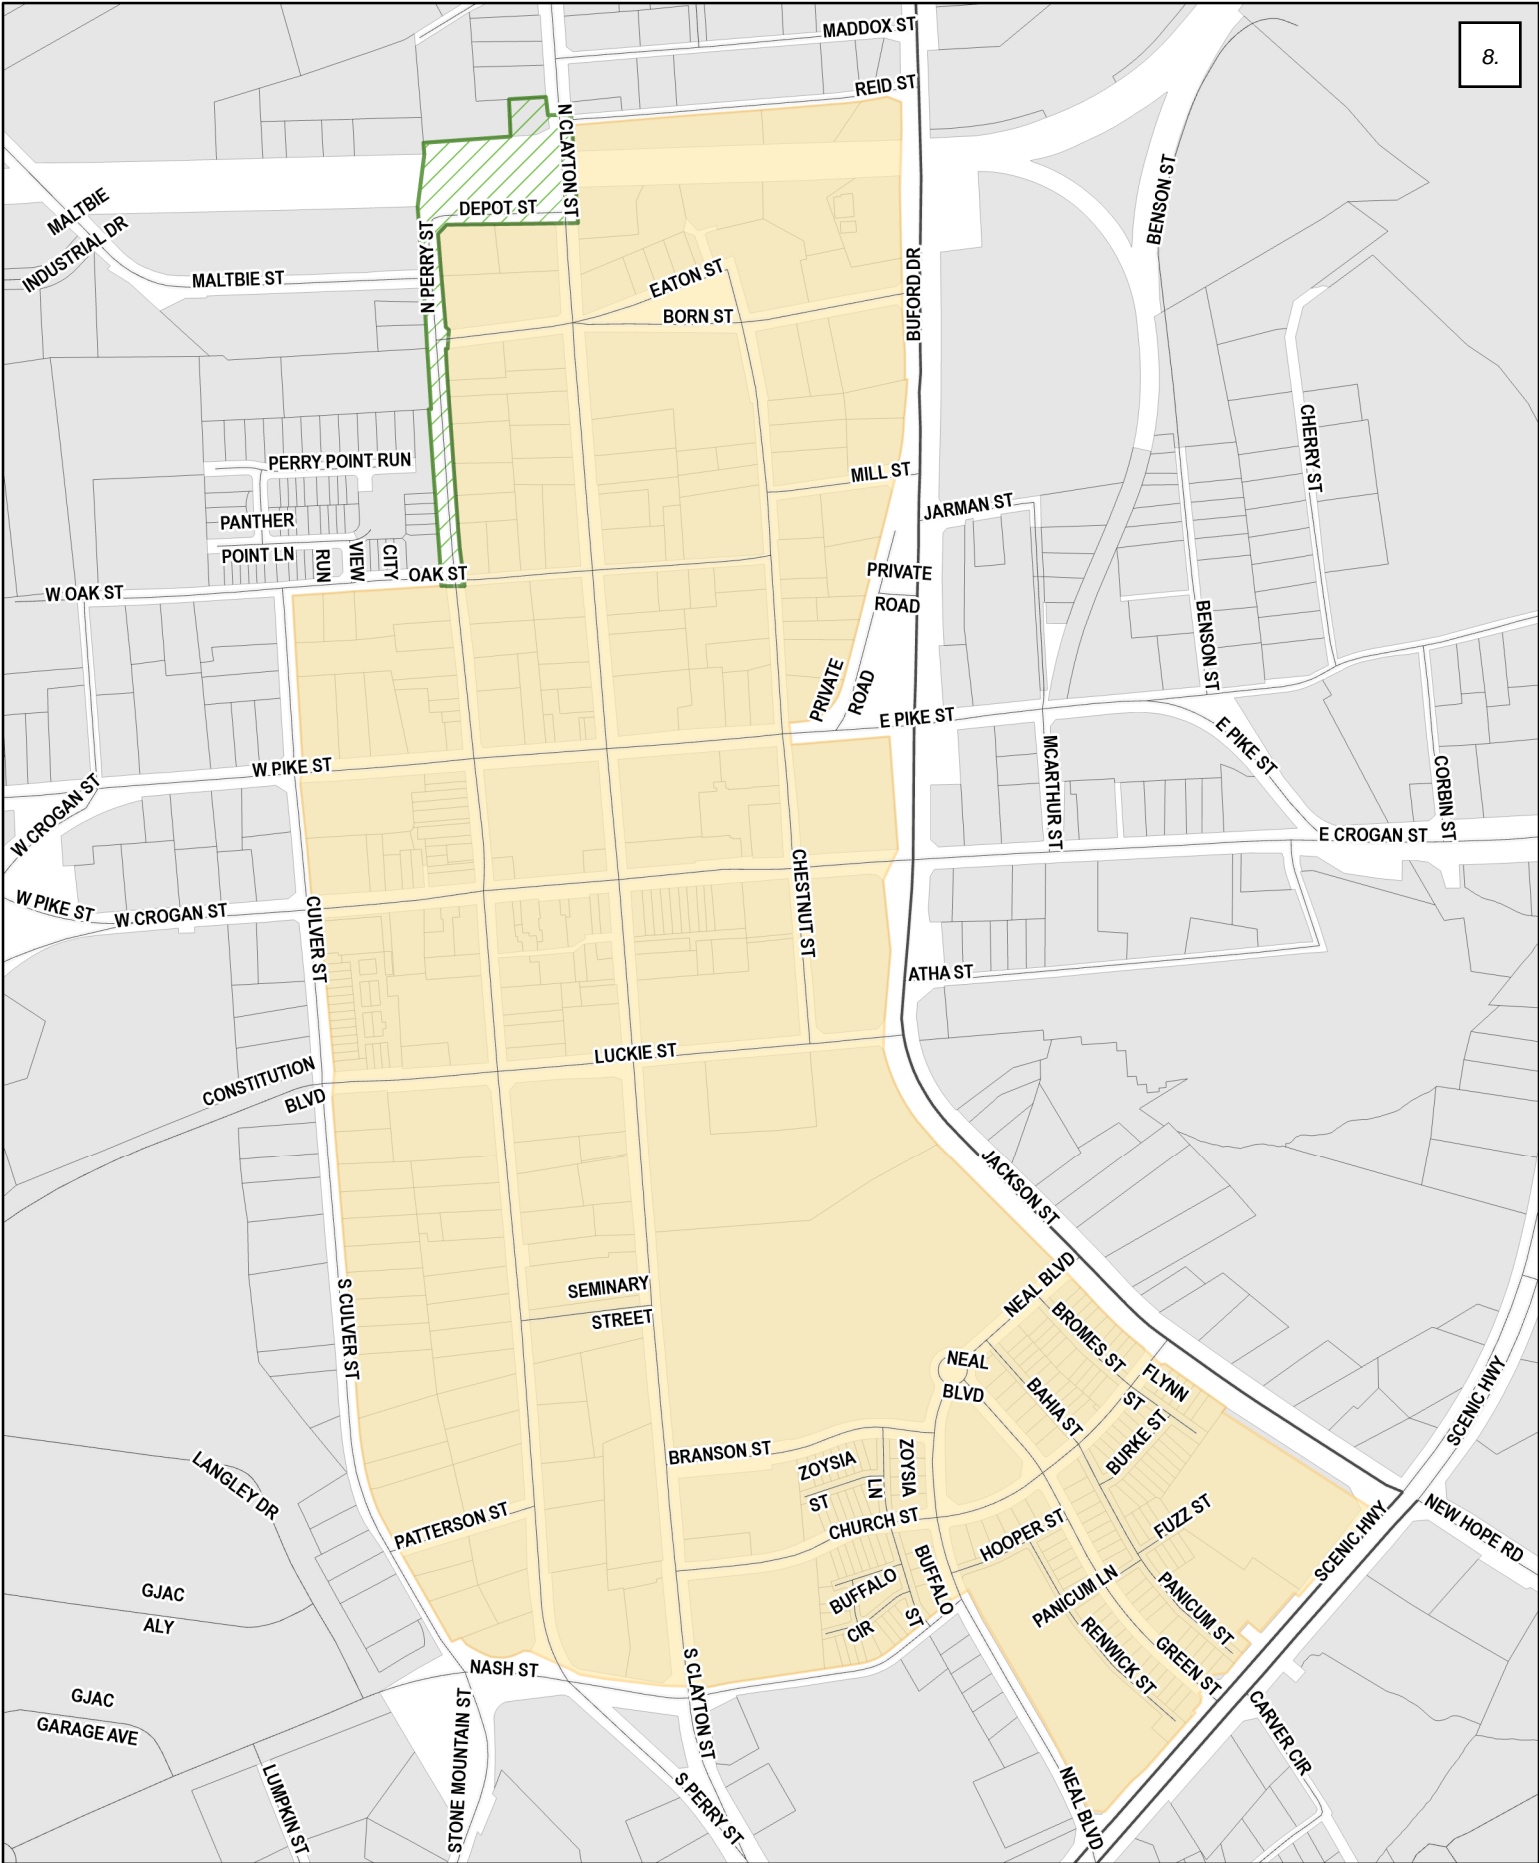 MADDOX ST
8.
REID ST
N CLAYTON ST
BENSON ST
MALTBIE
INDUSTRIAL DR
DEPOT ST
N PERRY ST
MALTBIE ST
EATON ST
BORN ST
BUFORD DR
CHERRY ST
PERRY POINT RUN
MILL ST
JARMAN ST
PANTHER
POINT LN
CITY
VIEW
RUN
OAK ST
W OAK ST
PRIVATE
ROAD
BENSON ST
PRIVATE
ROAD
E PIKE ST
E PIKE ST
W PIKE ST
MCARTHUR ST
CORBIN ST
W CROGAN ST
E CROGAN ST
CHESTNUT ST
W PIKE ST
W CROGAN ST
CULVER ST
ATHA ST
LUCKIE ST
CONSTITUTION
BLVD
JACKSON ST
SEMINARY
STREET
S CULVER ST
NEAL BLVD
BROMES ST
NEAL
BLVD
FLYNN
ST
BAHIA ST
BURKE ST
SCENIC HWY
BRANSON ST
ZOYSIA
ST
ZOYSIA
LN
LANGLEY DR
PATTERSON ST
CHURCH ST
HOOPER ST
FUZZ ST
NEW HOPE RD
SCENIC HWY
GJAC
ALY
BUFFALO
CIR
BUFFALO
ST
PANICUM LN
PANICUM ST
RENWICK ST
GREEN ST
NASH ST
S CLAYTON ST
GJAC
GARAGE AVE
STONE MOUNTAIN ST
LUMPKIN ST
S PERRY ST
NEAL BLVD
CARVER CIR